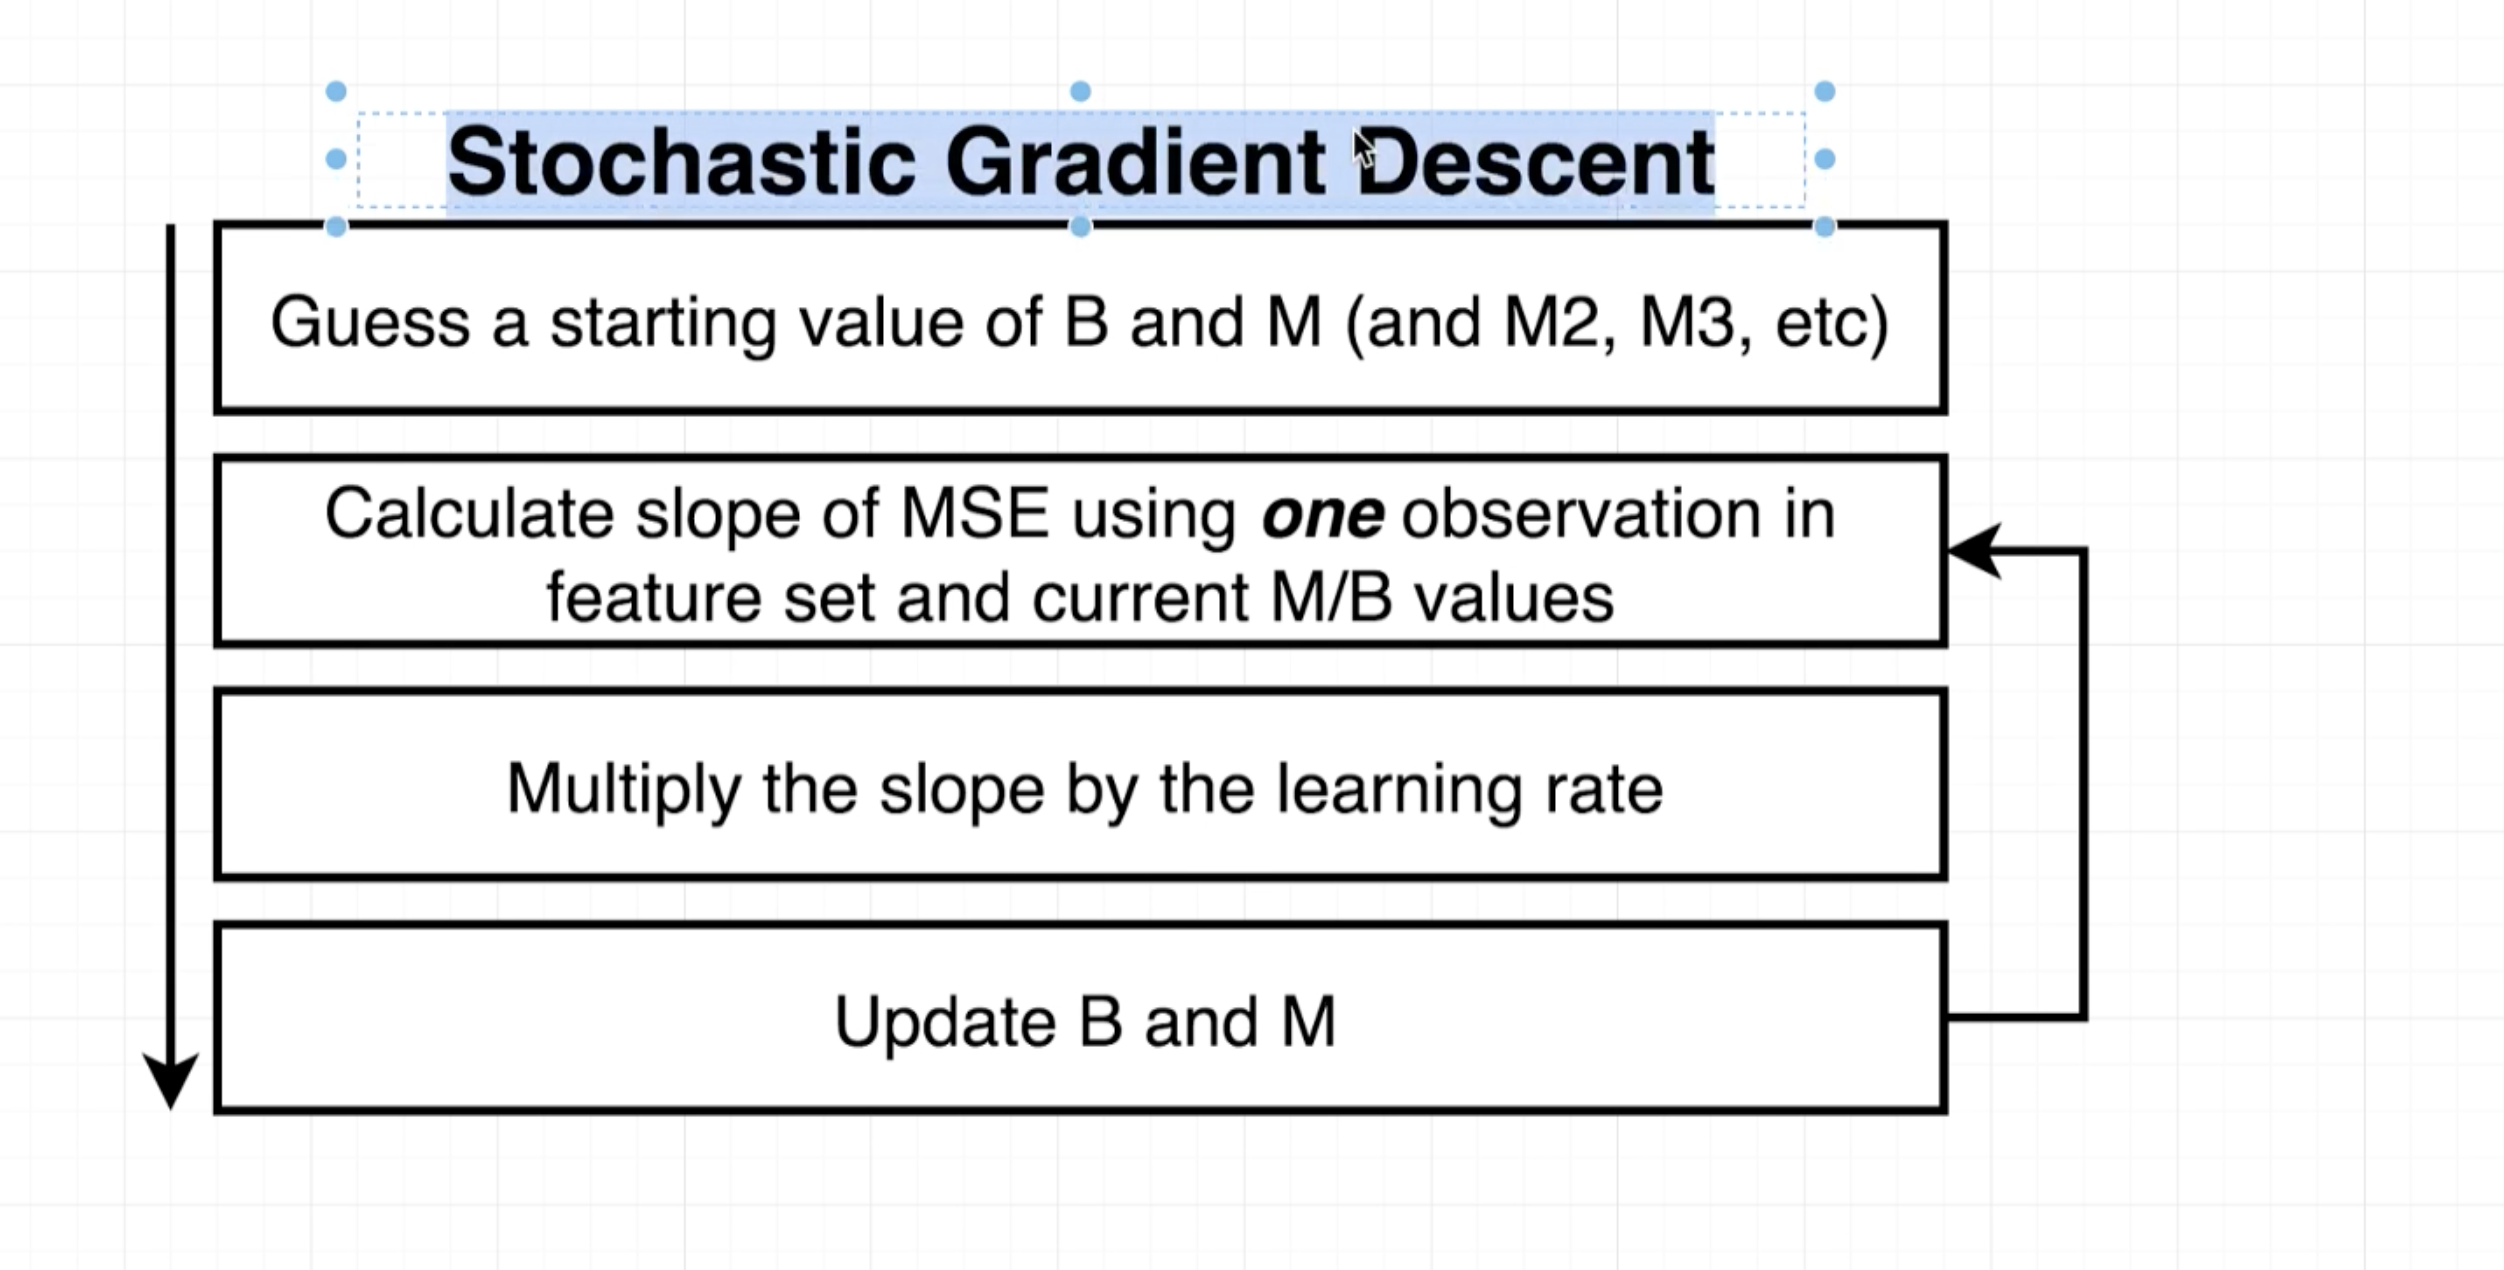 Stochastic Gradient Descent
Guess a starting value of B and M (and M2, M3, etc)
Calculate slope of MSE using one observation in
feature set and current M/B values
Multiply the slope by the learning rate
Update B and M